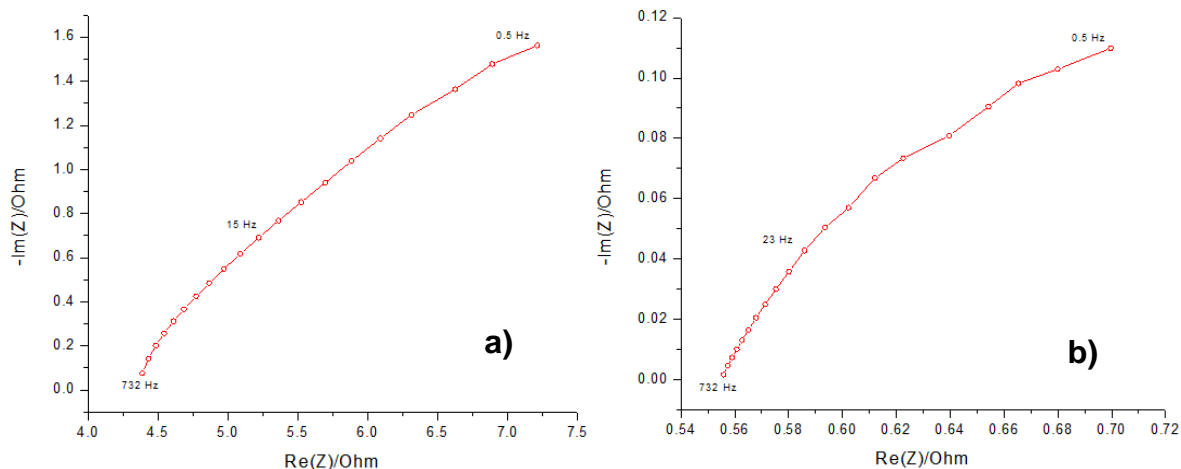 1.6
1.4
1.2
1.0
0.8
0.6
0.4
0.2
0.0
-Im(Z)/Ohm
0.5 Hz
15 Hz
732 Hz
a)
4.0 4.5 5.0 5.5 6.0 6.5 7.0 7.5
Re(Z)/Ohm
0.12
0.10
0.08
0.06
0.04
0.02
0.00
-Im(Z)/Ohm
0.5 Hz
23 Hz
732 Hz
b)
0.54 0.56 0.58 0.60 0.62 0.64 0.66 0.68 0.70 0.72
Re(Z)/Ohm